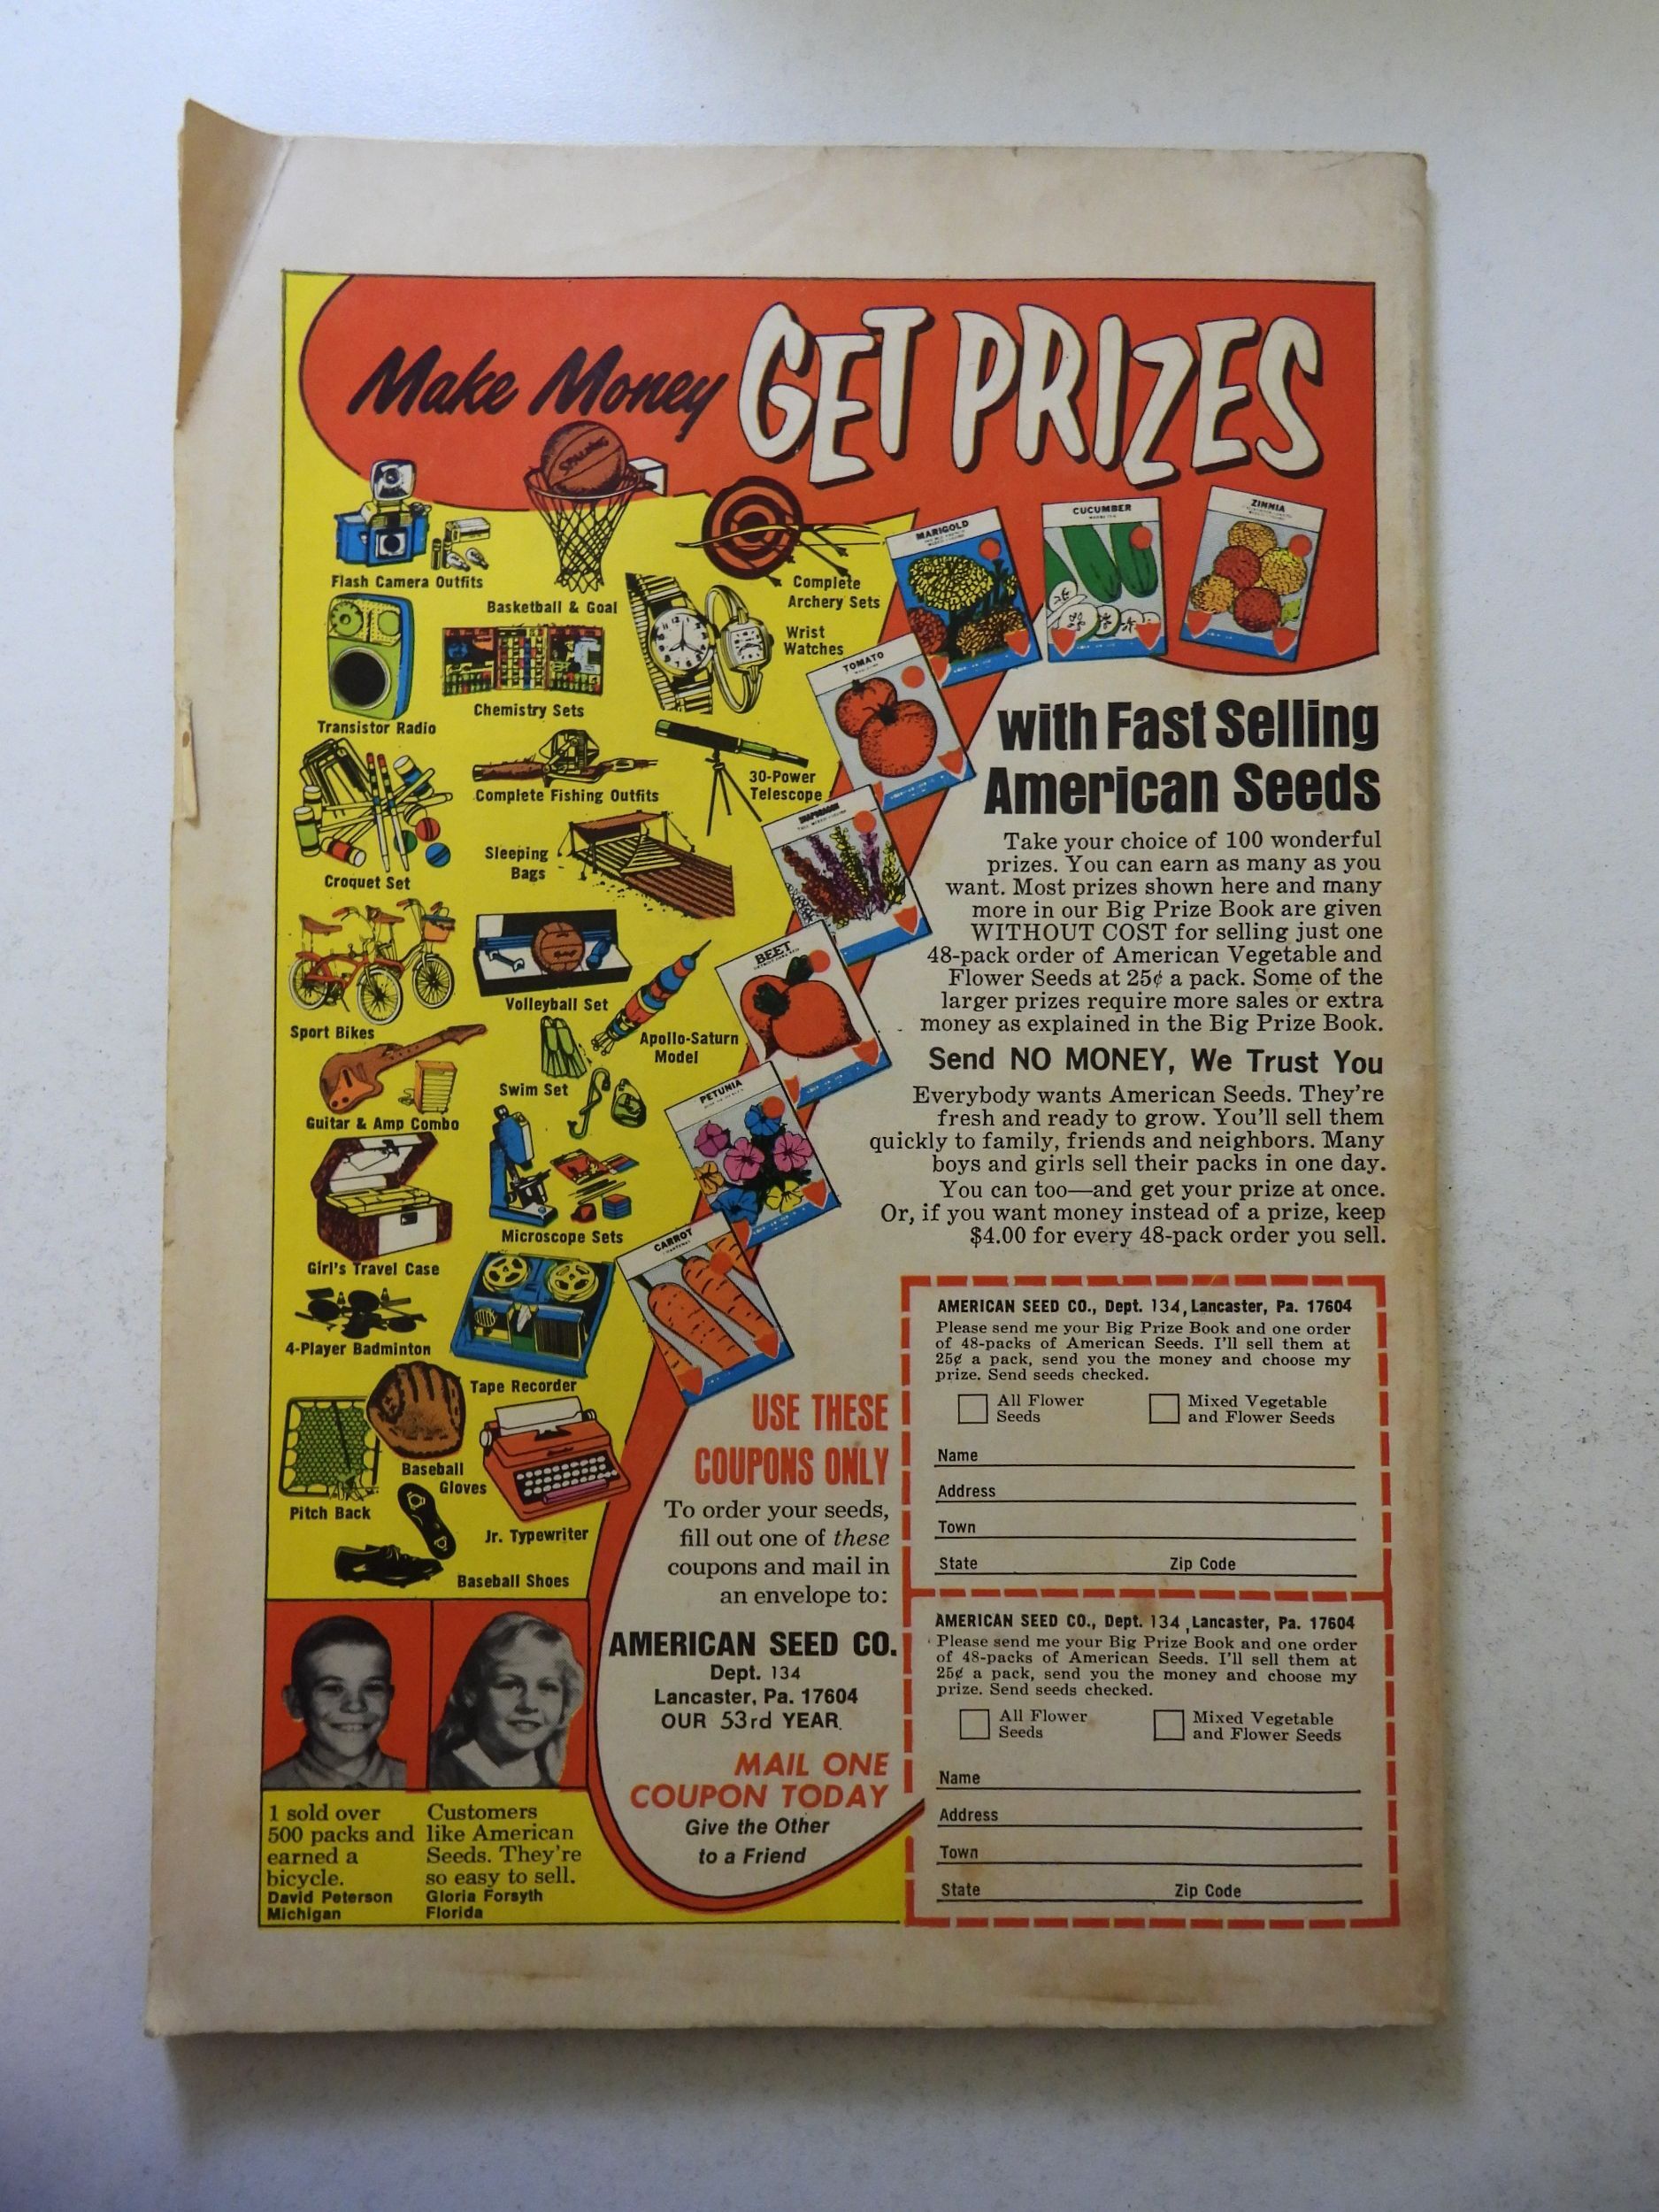 Make Money GET PRIZES
SPALDING
Flash Camera Outfits
Basketball & Goal
Complete
Archery Sets
Transistor Radio
Chemistry Sets
Wrist
Watches
Croquet Set
Complete Fishing Outfits
30-Power
Telescope
Sleeping
Bags
Sport Bikes
Volleyball Set
Apollo-Saturn
Model
Guitar & Amp Combo
Swim Set
Girl's Travel Case
Microscope Sets
4-Player Badminton
Tape Recorder
Pitch Back
Baseball
Gloves
Jr. Typewriter
Baseball Shoes
MARIGOLD
CUCUMBER
ZINNIA
TOMATO
SNAPDRAGON
BEET
PETUNIA
CARROT
with Fast Selling
American Seeds
Take your choice of 100 wonderful
prizes. You can earn as many as you
want. Most prizes shown here and many
more in our Big Prize Book are given
WITHOUT COST for selling just one
48-pack order of American Vegetable and
Flower Seeds at 25¢ a pack. Some of the
larger prizes require more sales or extra
money as explained in the Big Prize Book.
Send NO MONEY, We Trust You
Everybody wants American Seeds. They're
fresh and ready to grow. You'll sell them
quickly to family, friends and neighbors. Many
boys and girls sell their packs in one day.
You can too—and get your prize at once.
Or, if you want money instead of a prize, keep
$4.00 for every 48-pack order you sell.
USE THESE
COUPONS ONLY
To order your seeds,
fill out one of these
coupons and mail in
an envelope to:
AMERICAN SEED CO.
Dept. 134
Lancaster, Pa. 17604
OUR 53rd YEAR
MAIL ONE
COUPON TODAY
Give the Other
to a Friend
AMERICAN SEED CO., Dept. 134, Lancaster, Pa. 17604
Please send me your Big Prize Book and one order
of 48-packs of American Seeds. I'll sell them at
25¢ a pack, send you the money and choose my
prize. Send seeds checked.
All Flower
Seeds
Mixed Vegetable
and Flower Seeds
Name
Address
Town
State Zip Code
AMERICAN SEED CO., Dept. 134, Lancaster, Pa. 17604
Please send me your Big Prize Book and one order
of 48-packs of American Seeds. I'll sell them at
25¢ a pack, send you the money and choose my
prize. Send seeds checked.
All Flower
Seeds
Mixed Vegetable
and Flower Seeds
Name
Address
Town
State Zip Code
1 sold over
500 packs and
earned a
bicycle.
David Peterson
Michigan
Customers
like American
Seeds. They're
so easy to sell.
Gloria Forsyth
Florida